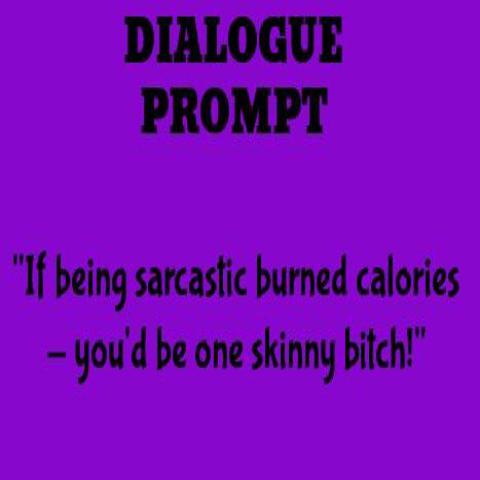 DIALOGUE
PROMPT
"If being sarcastic burned calories
– you'd be one skinny bitch!"